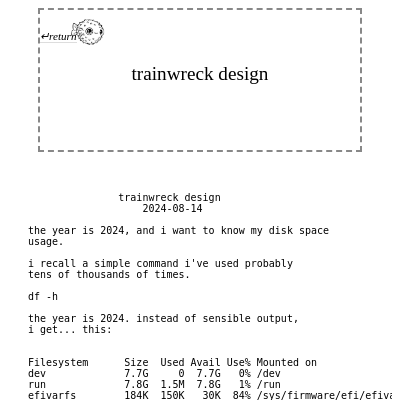 ↵return
trainwreck design
trainwreck design
2024-08-14
the year is 2024, and i want to know my disk space
usage.
i recall a simple command i've used probably
tens of thousands of times.
df -h
the year is 2024. instead of sensible output,
i get... this:
Filesystem      Size  Used Avail Use% Mounted on
dev             7.7G     0  7.7G   0% /dev
run             7.8G  1.5M  7.8G   1% /run
efivarfs        184K  150K   30K  84% /sys/firmware/efi/efiva